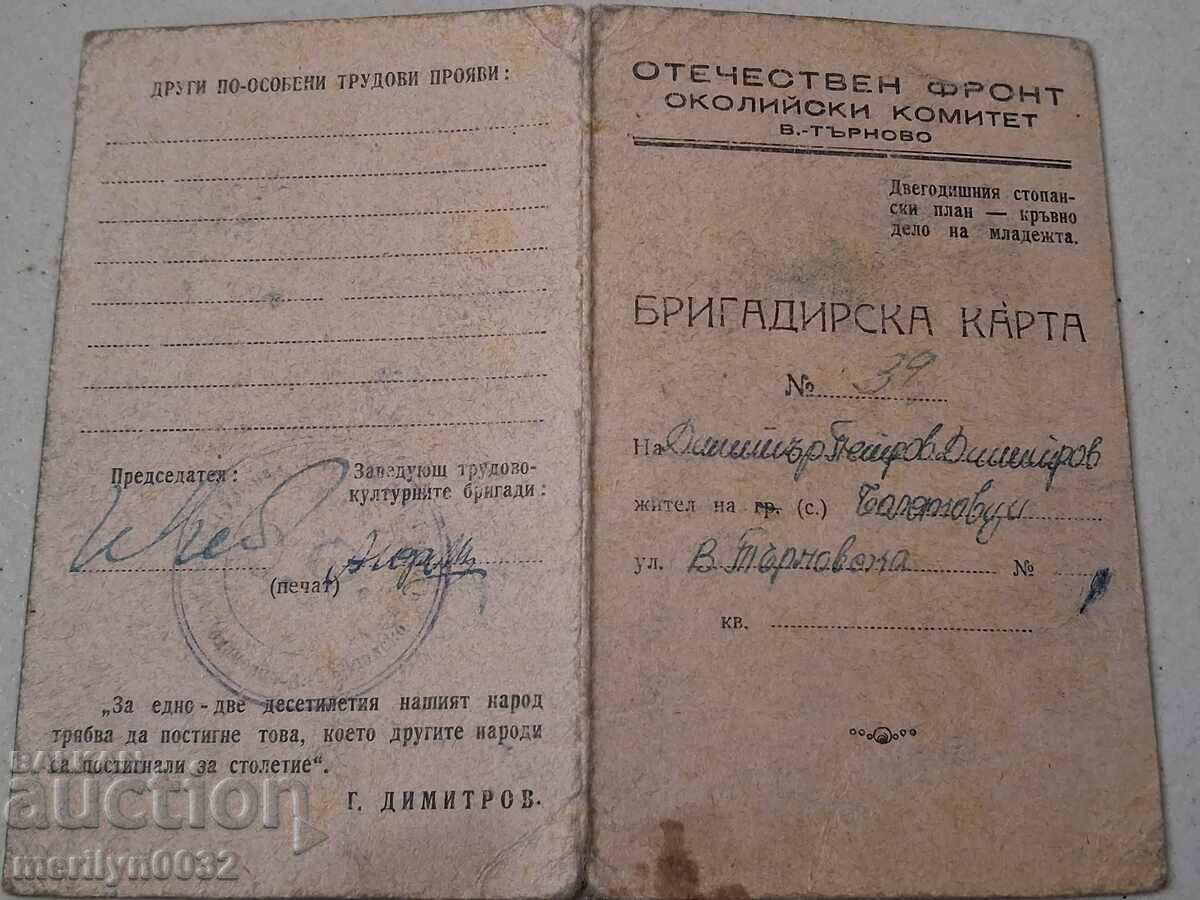 ДРУГИ ПО-ОСОБЕНИ ТРУДОВИ ПРОЯВИ:
Председател:
Заведующ трудово-
културните бригади:
(печат)
„За едно-две десетилетия нашият народ
трябва да постигне това, което другите народи
са постигнали за столетие“.
Г. ДИМИТРОВ.
ОТЕЧЕСТВЕН ФРОНТ
ОКОЛИЙСКИ КОМИТЕТ
В.-ТЪРНОВО
Двегодишния стопан-
ски план — кръвно
дело на младежта.
БРИГАДИРСКА КАРТА
№ 39
На Димитър Петров Димитров
жител на гр. (с.)
ул. В. Търновска №
кв.
БАЛКАН
auction
merilyn0032